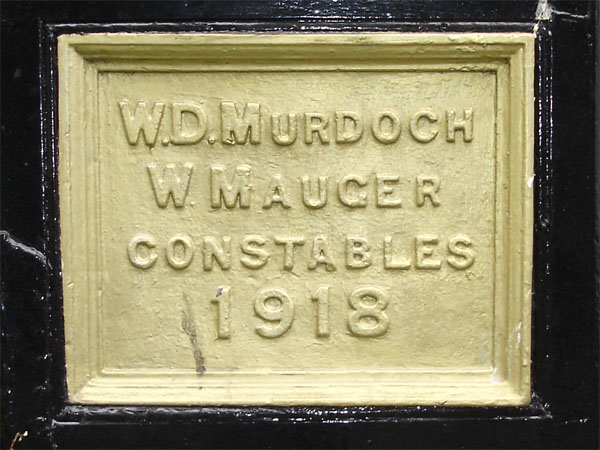 W.D. MURDOCH
W. MAUGER
CONSTABLES
1918